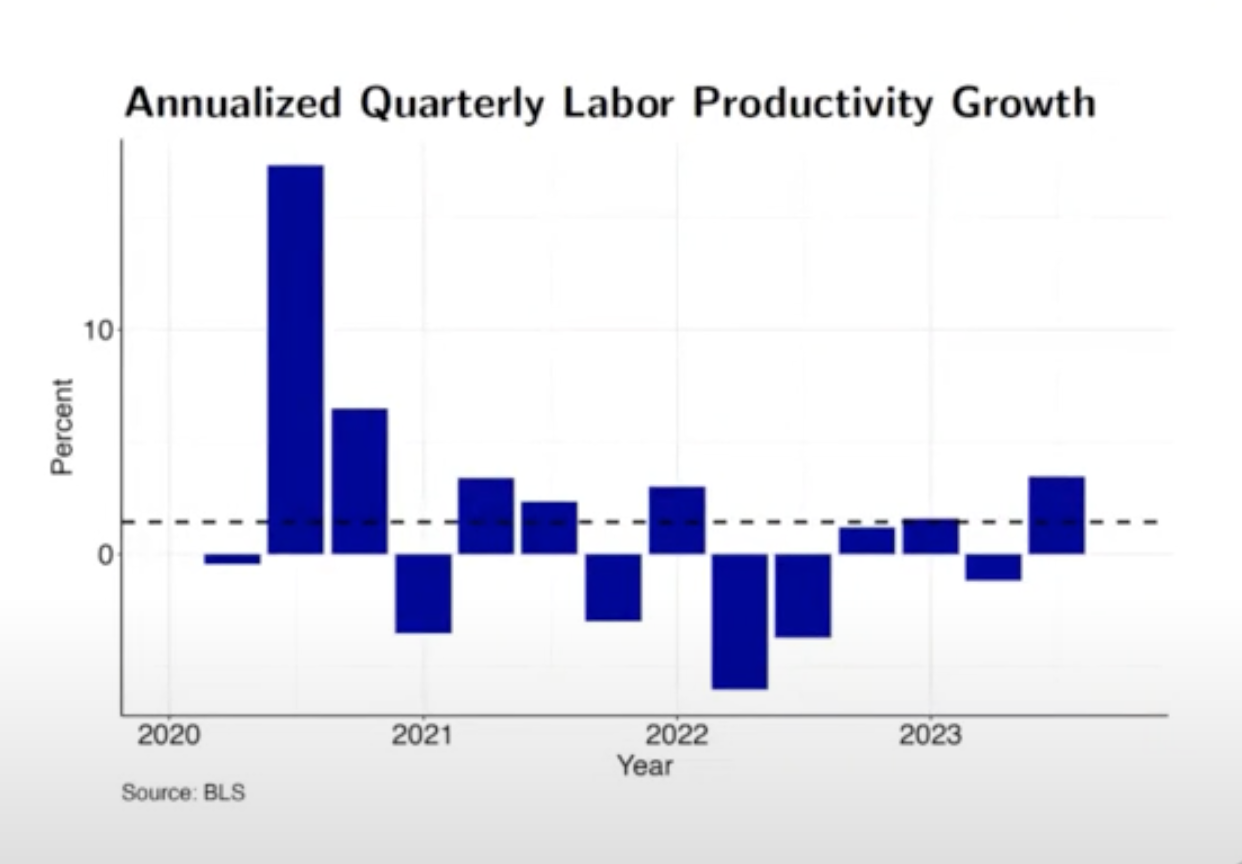 Annualized Quarterly Labor Productivity Growth
10
Percent
0
2020 2021 2022 2023
Year
Source: BLS